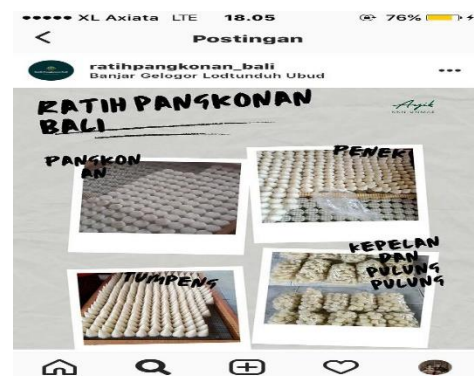 XL Axiata LTE 18.05 76%
Postingan
ratihpangkonan_bali
Banjar Gelogor Lodtunduh Ubud
RATIH PANGKONAN
BALI
PANGKON
AN
PENEK
TUMPENG
KEPELAN
DAN
PULUNG
PULUNG